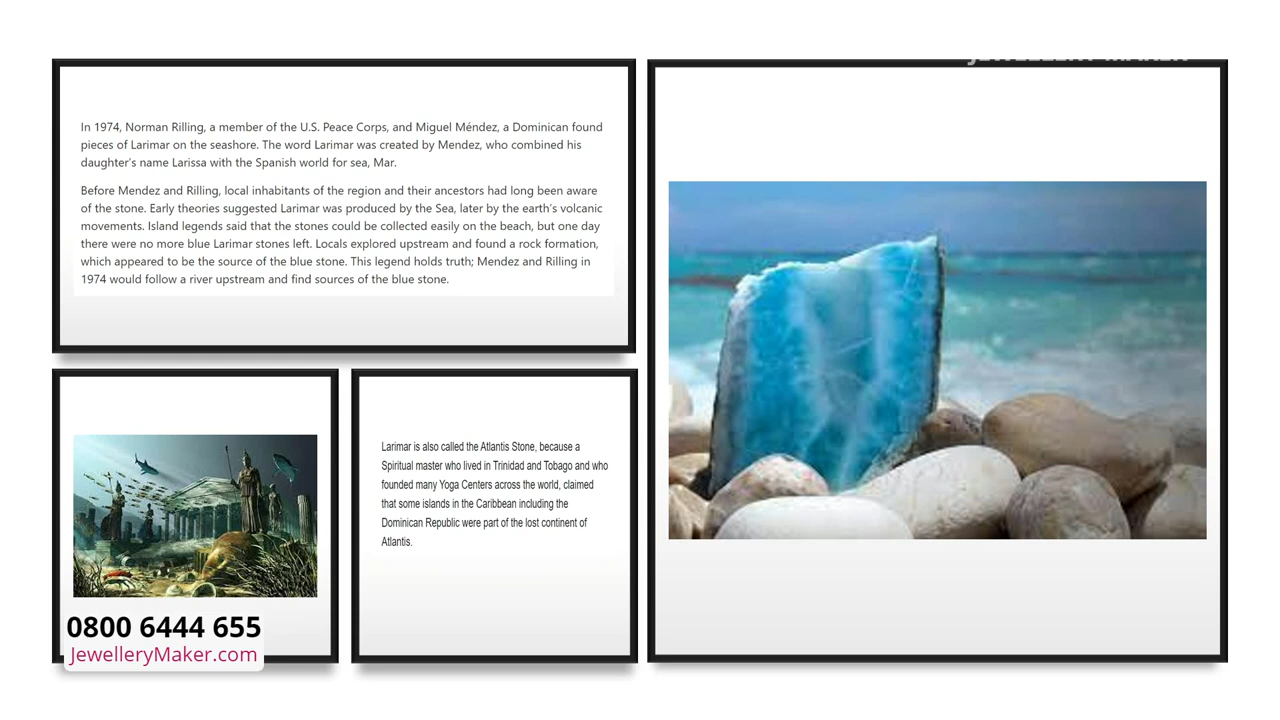 JEWELLERY MAKER
In 1974, Norman Rilling, a member of the U.S. Peace Corps, and Miguel Méndez, a Dominican found
pieces of Larimar on the seashore. The word Larimar was created by Mendez, who combined his
daughter's name Larissa with the Spanish world for sea, Mar.
Before Mendez and Rilling, local inhabitants of the region and their ancestors had long been aware
of the stone. Early theories suggested Larimar was produced by the Sea, later by the earth's volcanic
movements. Island legends said that the stones could be collected easily on the beach, but one day
there were no more blue Larimar stones left. Locals explored upstream and found a rock formation,
which appeared to be the source of the blue stone. This legend holds truth; Mendez and Rilling in
1974 would follow a river upstream and find sources of the blue stone.
Larimar is also called the Atlantis Stone, because a
Spiritual master who lived in Trinidad and Tobago and who
founded many Yoga Centers across the world, claimed
that some islands in the Caribbean including the
Dominican Republic were part of the lost continent of
Atlantis.
0800 6444 655
JewelleryMaker.com